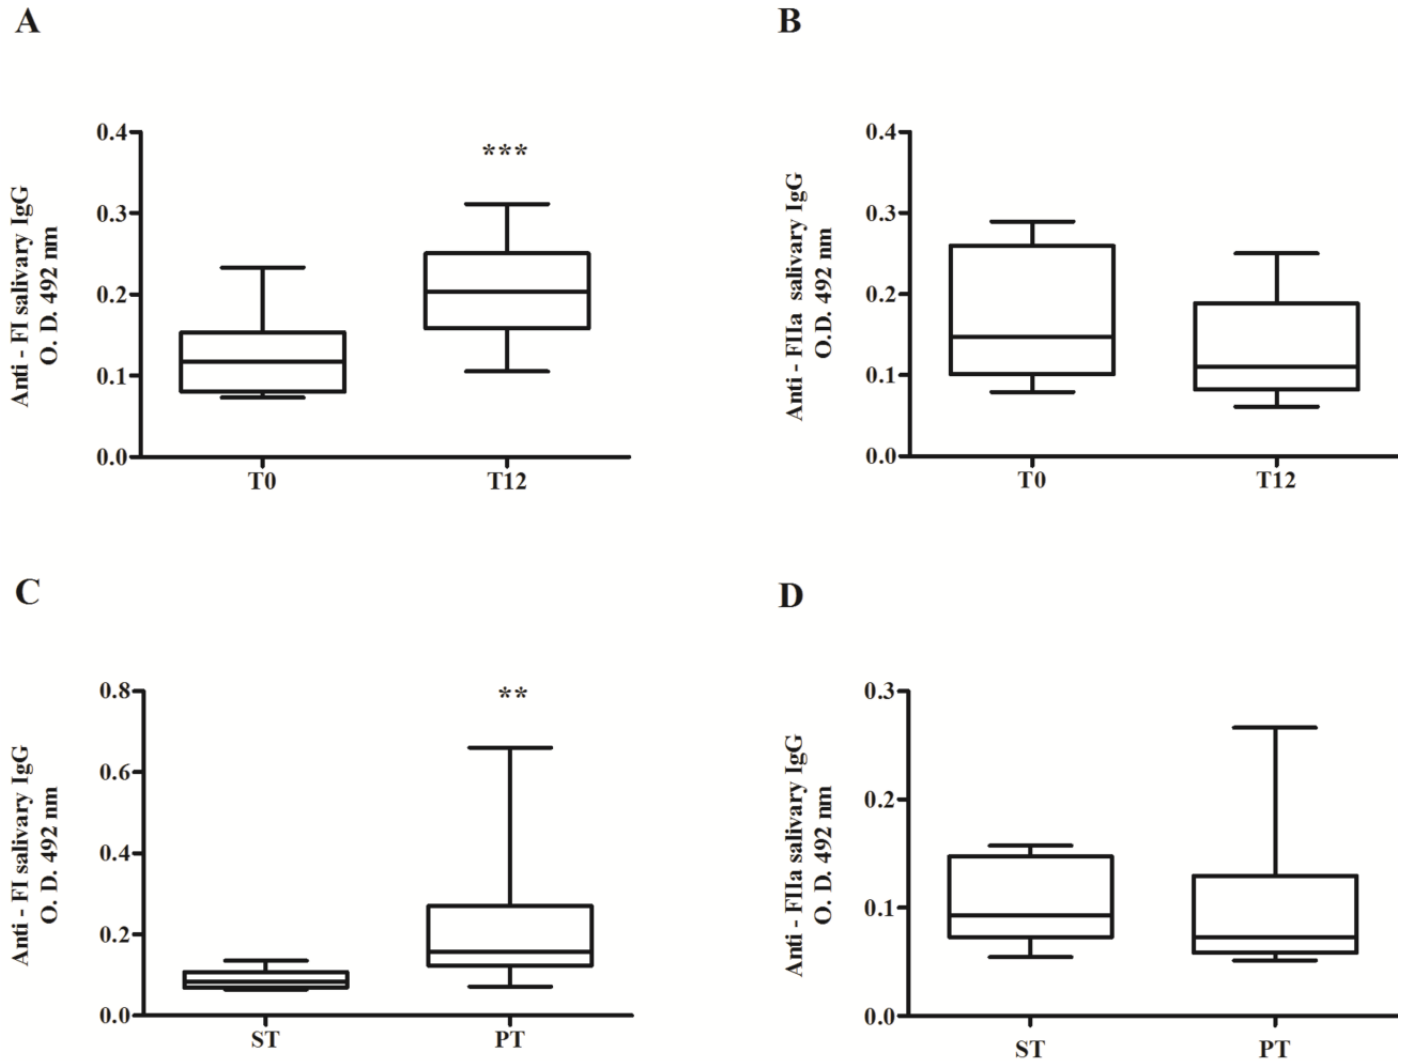 A
Anti - FI salivary IgG
O. D. 492 nm
0.4
0.3
0.2
0.1
0.0
***
T0
T12
B
Anti - FIIa salivary IgG
O.D. 492 nm
0.4
0.3
0.2
0.1
0.0
T0
T12
C
Anti - FI salivary IgG
O. D. 492 nm
0.8
0.6
0.4
0.2
0.0
**
ST
PT
D
Anti - FIIa salivary IgG
O. D. 492 nm
0.3
0.2
0.1
0.0
ST
PT